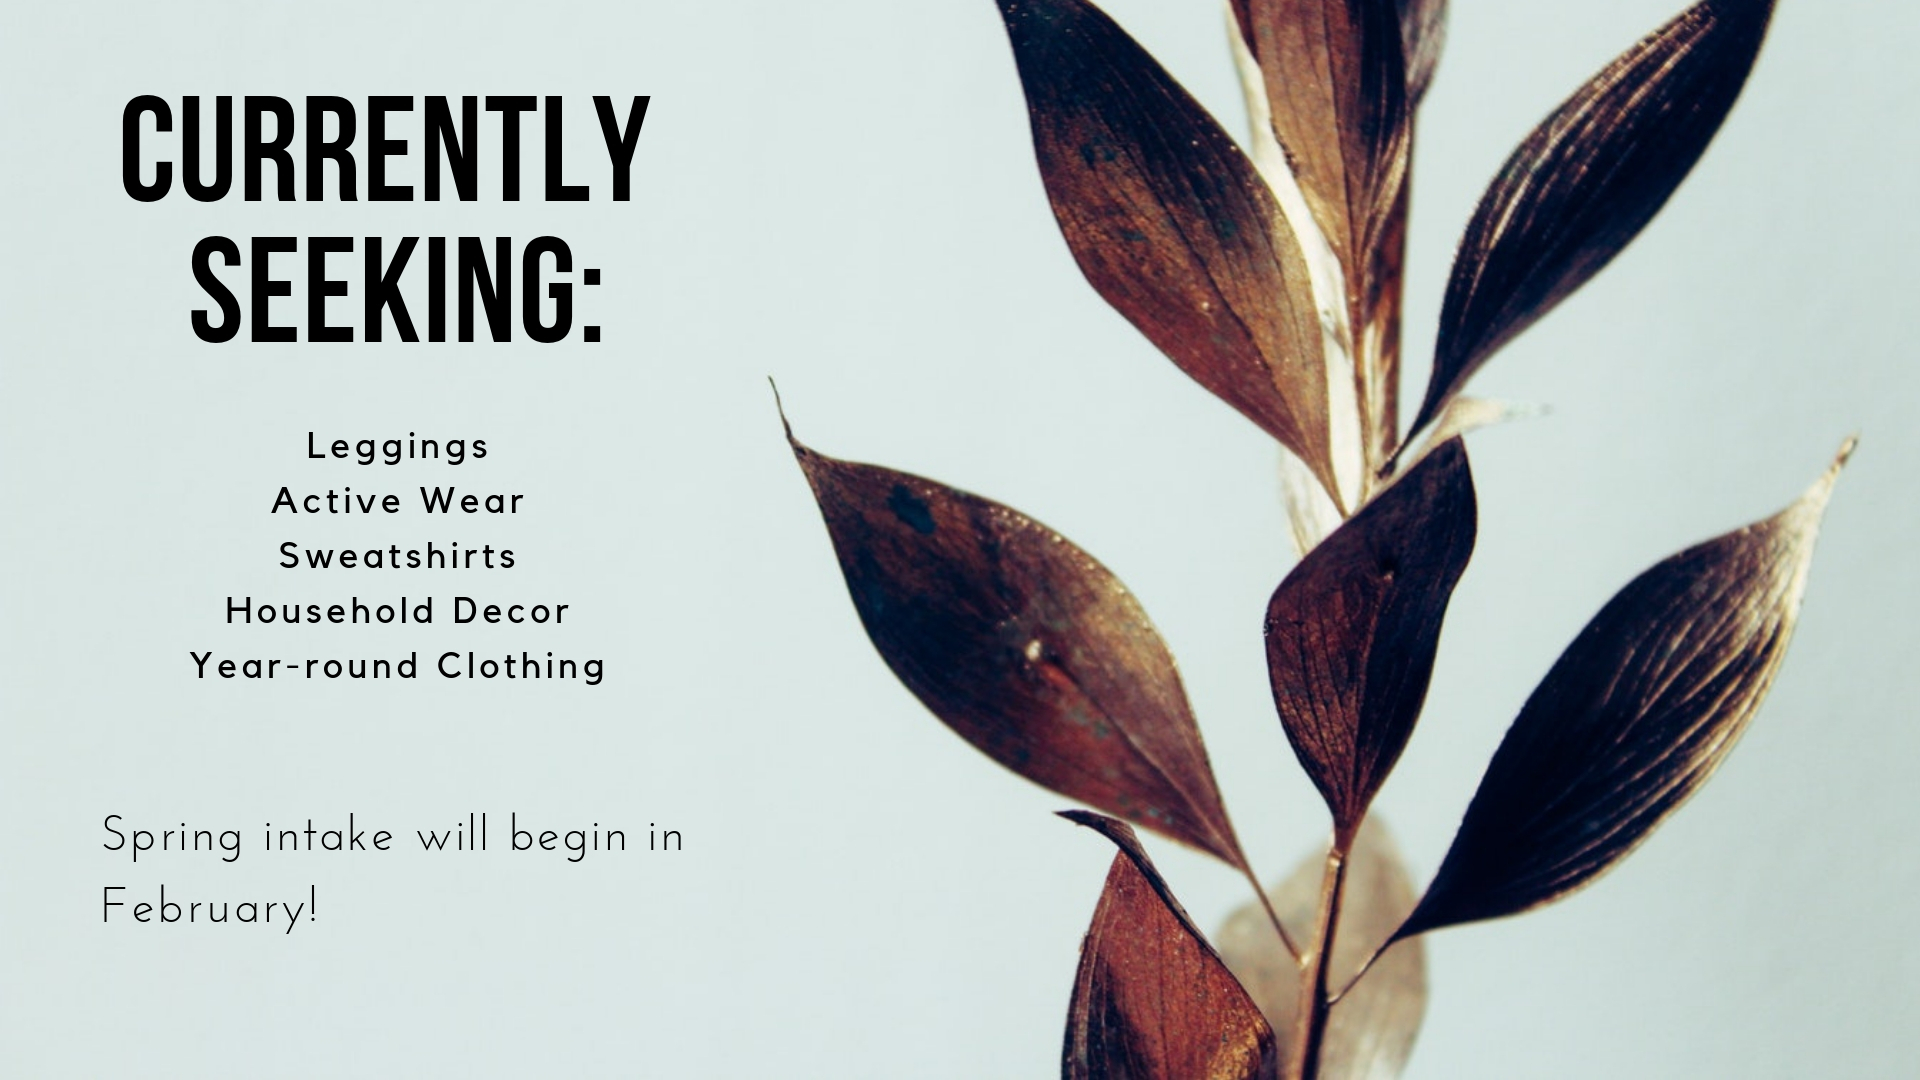 CURRENTLY
SEEKING:
Leggings
Active Wear
Sweatshirts
Household Decor
Year-round Clothing
Spring intake will begin in
February!